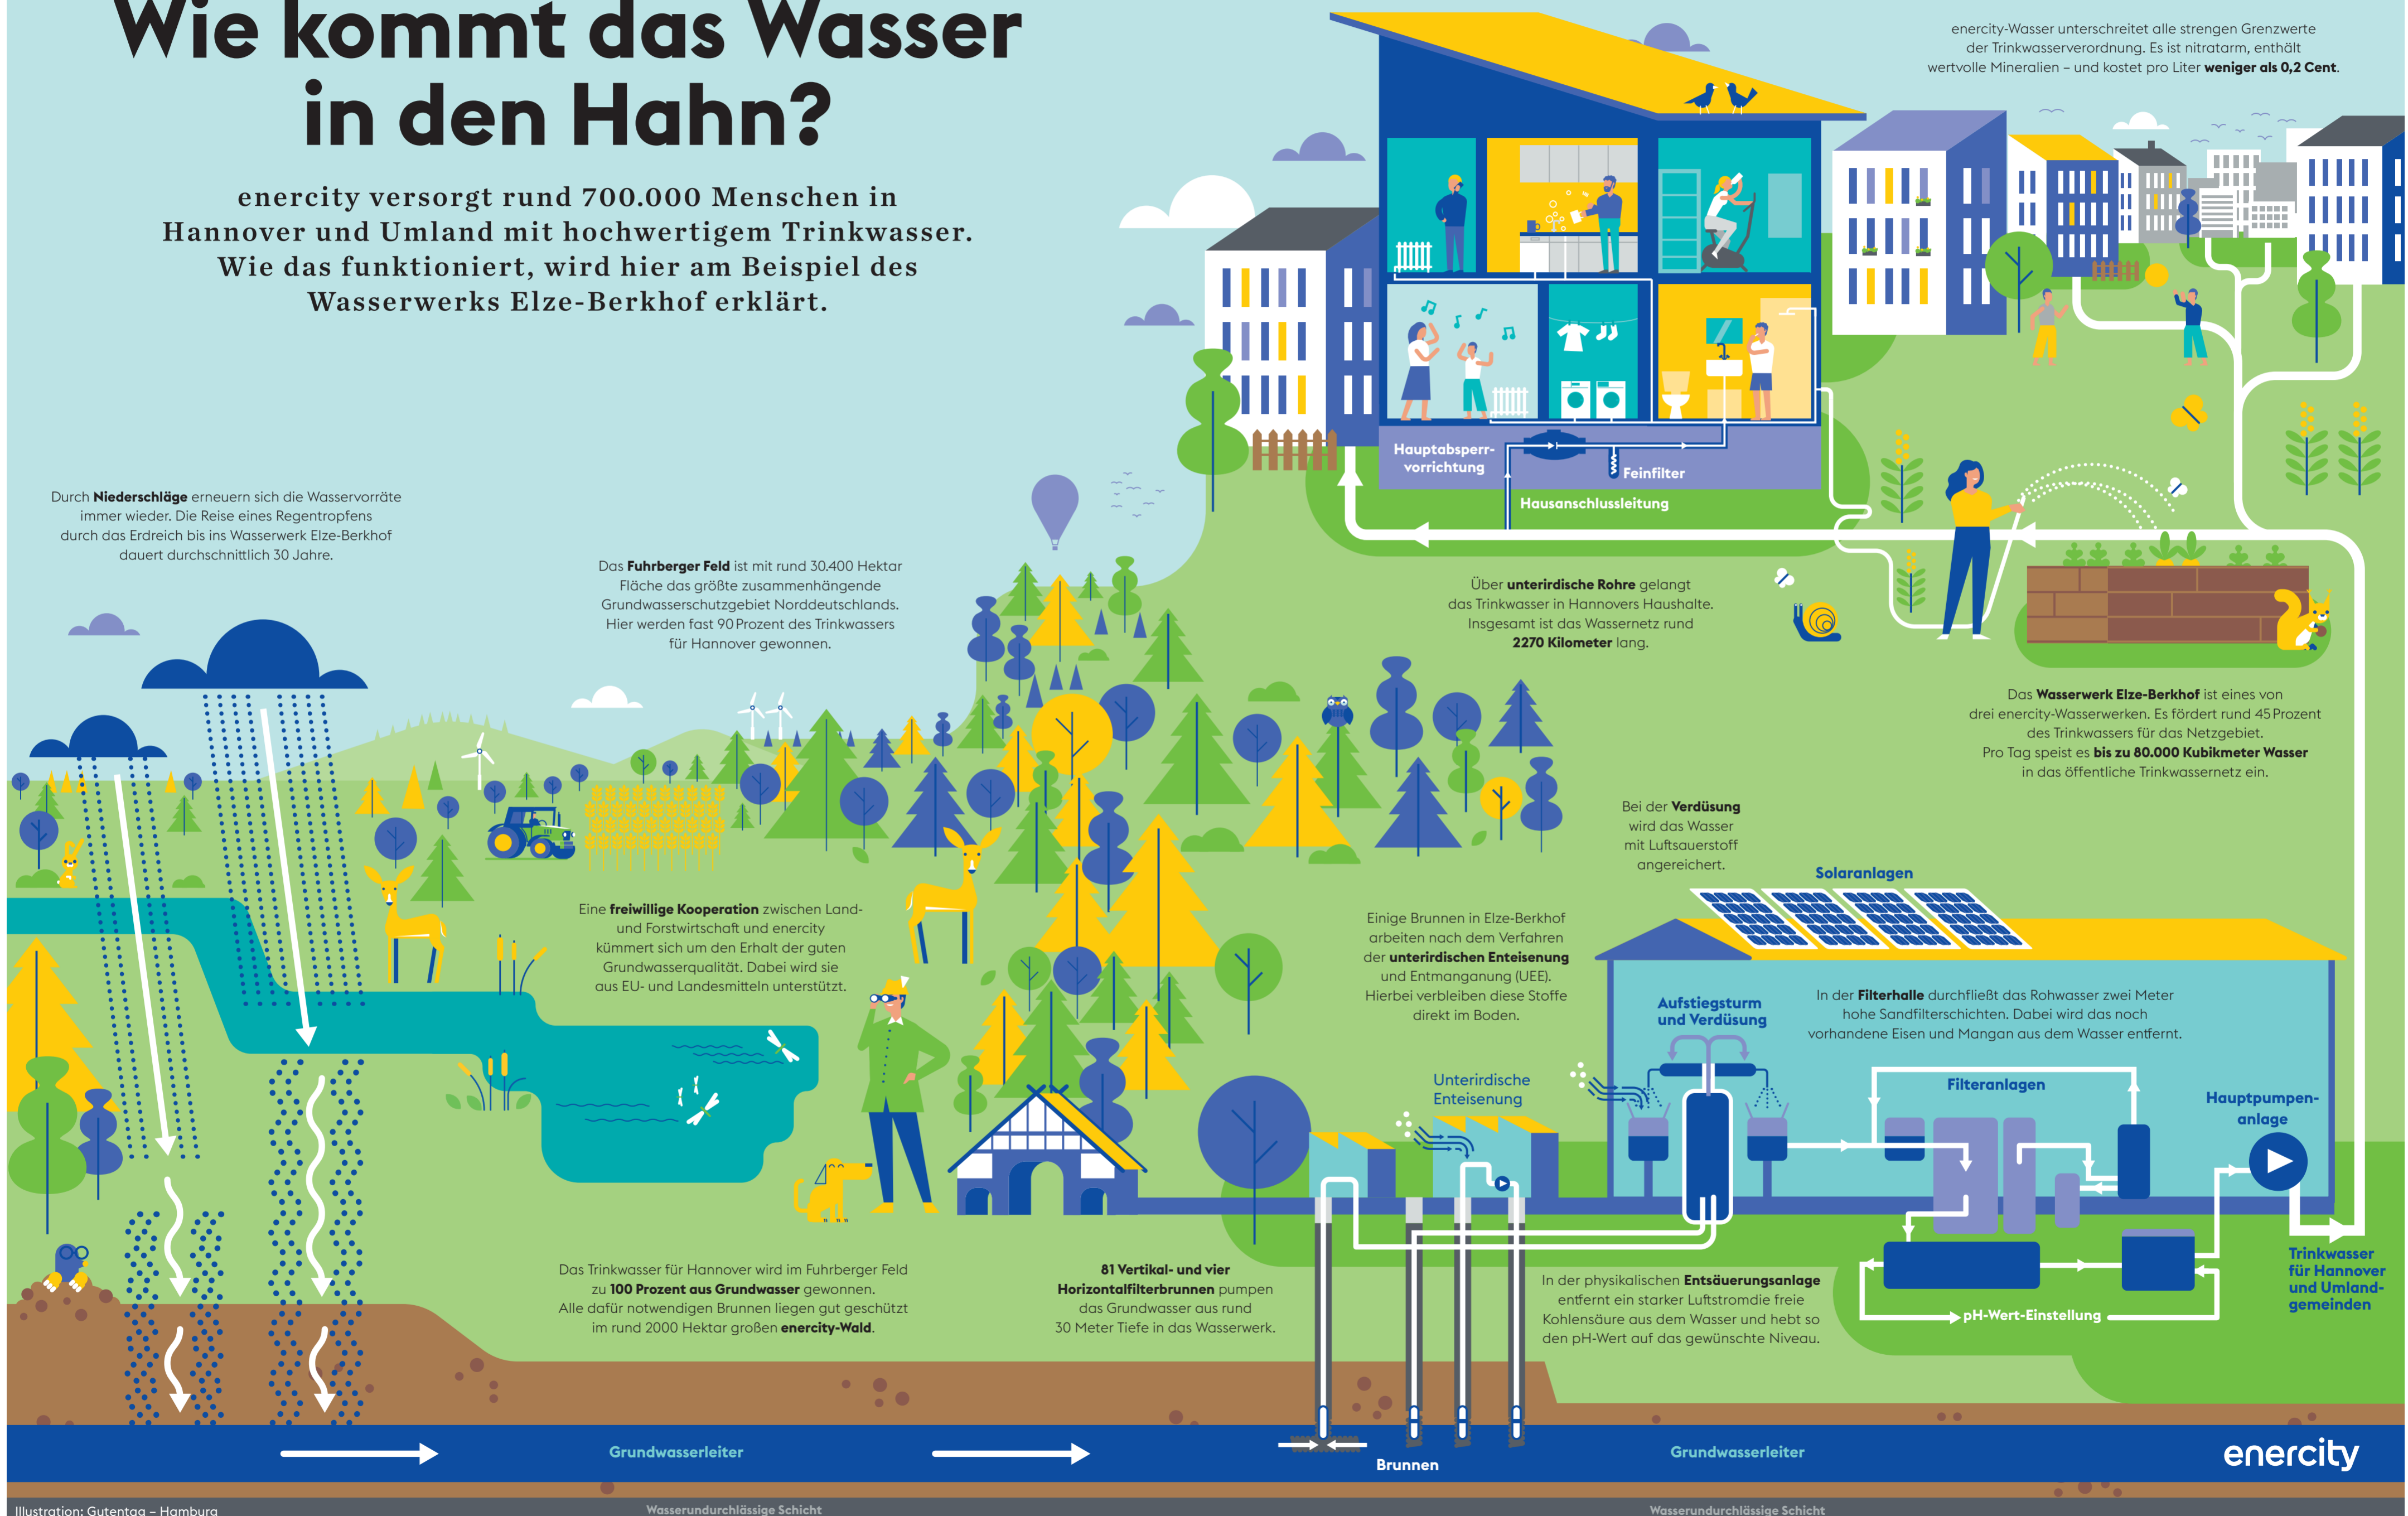 Wie kommt das Wasser
in den Hahn?
enercity versorgt rund 700.000 Menschen in
Hannover und Umland mit hochwertigem Trinkwasser.
Wie das funktioniert, wird hier am Beispiel des
Wasserwerks Elze-Berkhof erklärt.
enercity-Wasser unterschreitet alle strengen Grenzwerte
der Trinkwasserverordnung. Es ist nitratarm, enthält
wertvolle Mineralien – und kostet pro Liter weniger als 0,2 Cent.
Hauptabsperr-
vorrichtung
Feinfilter
Hausanschlussleitung
Durch Niederschläge erneuern sich die Wasservorräte
immer wieder. Die Reise eines Regentropfens
durch das Erdreich bis ins Wasserwerk Elze-Berkhof
dauert durchschnittlich 30 Jahre.
Das Fuhrberger Feld ist mit rund 30.400 Hektar
Fläche das größte zusammenhängende
Grundwasserschutzgebiet Norddeutschlands.
Hier werden fast 90 Prozent des Trinkwassers
für Hannover gewonnen.
Über unterirdische Rohre gelangt
das Trinkwasser in Hannovers Haushalte.
Insgesamt ist das Wassernetz rund
2270 Kilometer lang.
Das Wasserwerk Elze-Berkhof ist eines von
drei enercity-Wasserwerken. Es fördert rund 45 Prozent
des Trinkwassers für das Netzgebiet.
Pro Tag speist es bis zu 80.000 Kubikmeter Wasser
in das öffentliche Trinkwassernetz ein.
Bei der Verdüsung
wird das Wasser
mit Luftsauerstoff
angereichert.
Solaranlagen
Eine freiwillige Kooperation zwischen Land-
und Forstwirtschaft und enercity
kümmert sich um den Erhalt der guten
Grundwasserqualität. Dabei wird sie
aus EU- und Landesmitteln unterstützt.
Einige Brunnen in Elze-Berkhof
arbeiten nach dem Verfahren
der unterirdischen Enteisenung
und Entmanganung (UEE).
Hierbei verbleiben diese Stoffe
direkt im Boden.
Aufstiegsturm
und Verdüsung
In der Filterhalle durchfließt das Rohwasser zwei Meter
hohe Sandfilterschichten. Dabei wird das noch
vorhandene Eisen und Mangan aus dem Wasser entfernt.
Unterirdische
Enteisenung
Filteranlagen
Hauptpumpen-
anlage
Das Trinkwasser für Hannover wird im Fuhrberger Feld
zu 100 Prozent aus Grundwasser gewonnen.
Alle dafür notwendigen Brunnen liegen gut geschützt
im rund 2000 Hektar großen enercity-Wald.
81 Vertikal- und vier
Horizontalfilterbrunnen pumpen
das Grundwasser aus rund
30 Meter Tiefe in das Wasserwerk.
In der physikalischen Entsäuerungsanlage
entfernt ein starker Luftstromdie freie
Kohlensäure aus dem Wasser und hebt so
den pH-Wert auf das gewünschte Niveau.
pH-Wert-Einstellung
Trinkwasser
für Hannover
und Umland-
gemeinden
Grundwasserleiter
Brunnen
Grundwasserleiter
enercity
Illustration: Gutentag – Hamburg
Wasserundurchlässige Schicht
Wasserundurchlässige Schicht